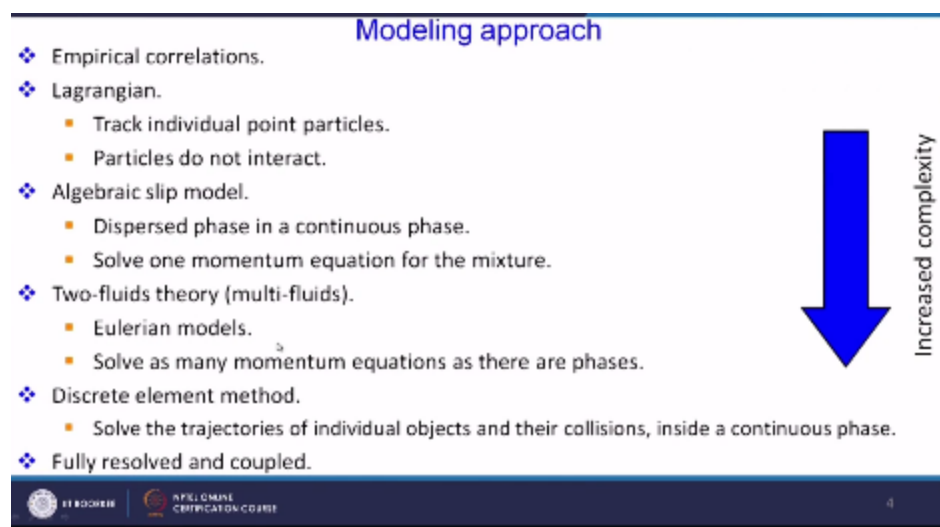 Modeling approach
Empirical correlations.
Lagrangian.
Track individual point particles.
Particles do not interact.
Algebraic slip model.
Dispersed phase in a continuous phase.
Solve one momentum equation for the mixture.
Two-fluids theory (multi-fluids).
Eulerian models.
Solve as many momentum equations as there are phases.
Discrete element method.
Solve the trajectories of individual objects and their collisions, inside a continuous phase.
Fully resolved and coupled.
Increased complexity
IIT ROORKEE
NPTEL ONLINE
CERTIFICATION COURSE
4